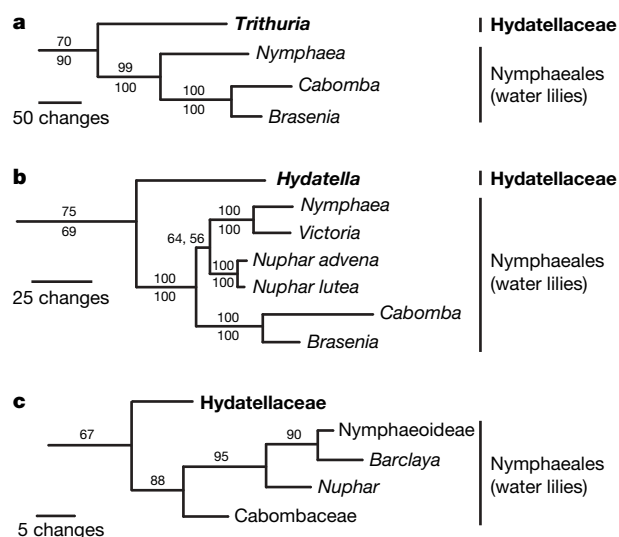 a
Trithuria
Hydatellaceae
70
90
99
100
Nymphaea
100
100
Cabomba
Brasenia
Nymphaeales
(water lilies)
50 changes
b
Hydatella
Hydatellaceae
75
69
100
100
Nymphaea
Victoria
64, 56
100
100
Nuphar advena
Nuphar lutea
100
100
100
100
Cabomba
Brasenia
Nymphaeales
(water lilies)
25 changes
c
Hydatellaceae
67
90
Nymphaeoideae
95
Barclaya
88
Nuphar
Cabombaceae
Nymphaeales
(water lilies)
5 changes